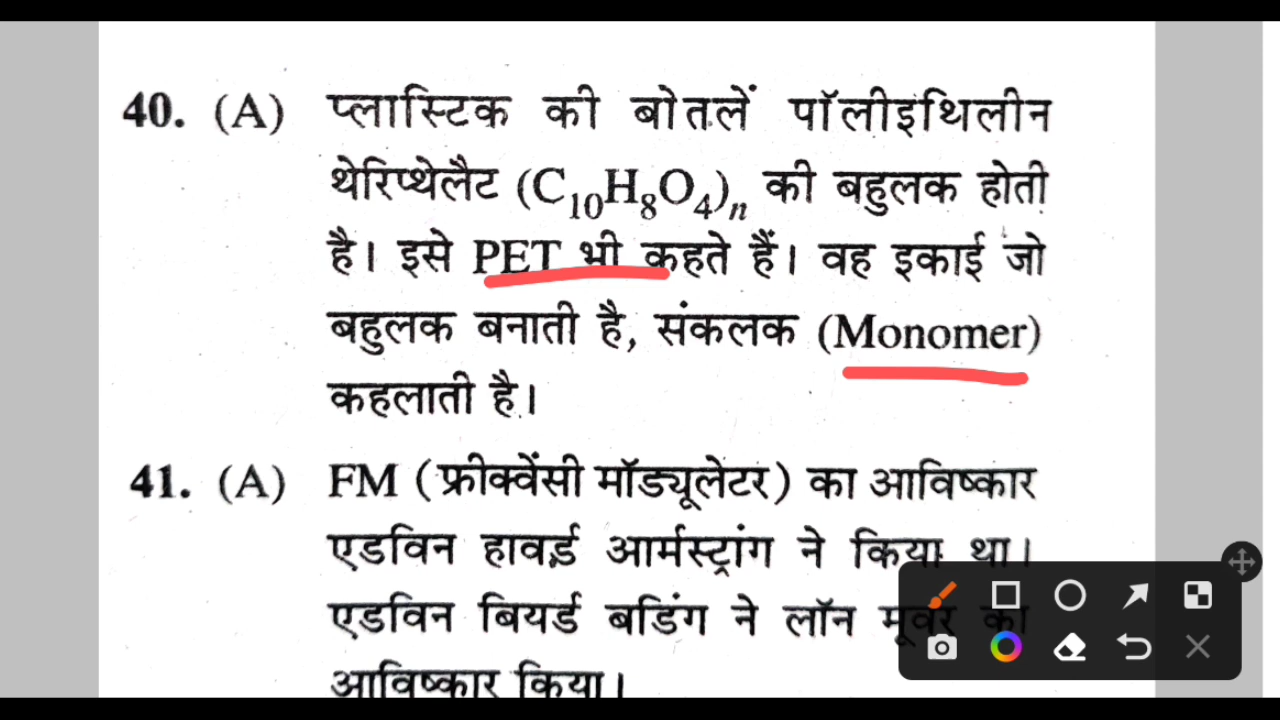 40. (A) प्लास्टिक की बोतलें पॉलीइथिलीन
थेरिप्थेलैट (C₁₀H₈O₄)ₙ की बहुलक होती
है। इसे PET भी कहते हैं। वह इकाई जो
बहुलक बनाती है, संकलक (Monomer)
कहलाती है।
41. (A) FM (फ्रीक्वेंसी मॉड्यूलेटर) का आविष्कार
एडविन हावर्ड आर्मस्ट्रांग ने किया था।
एडविन बियर्ड बडिंग ने लॉन मूवर का
आविष्कार किया।